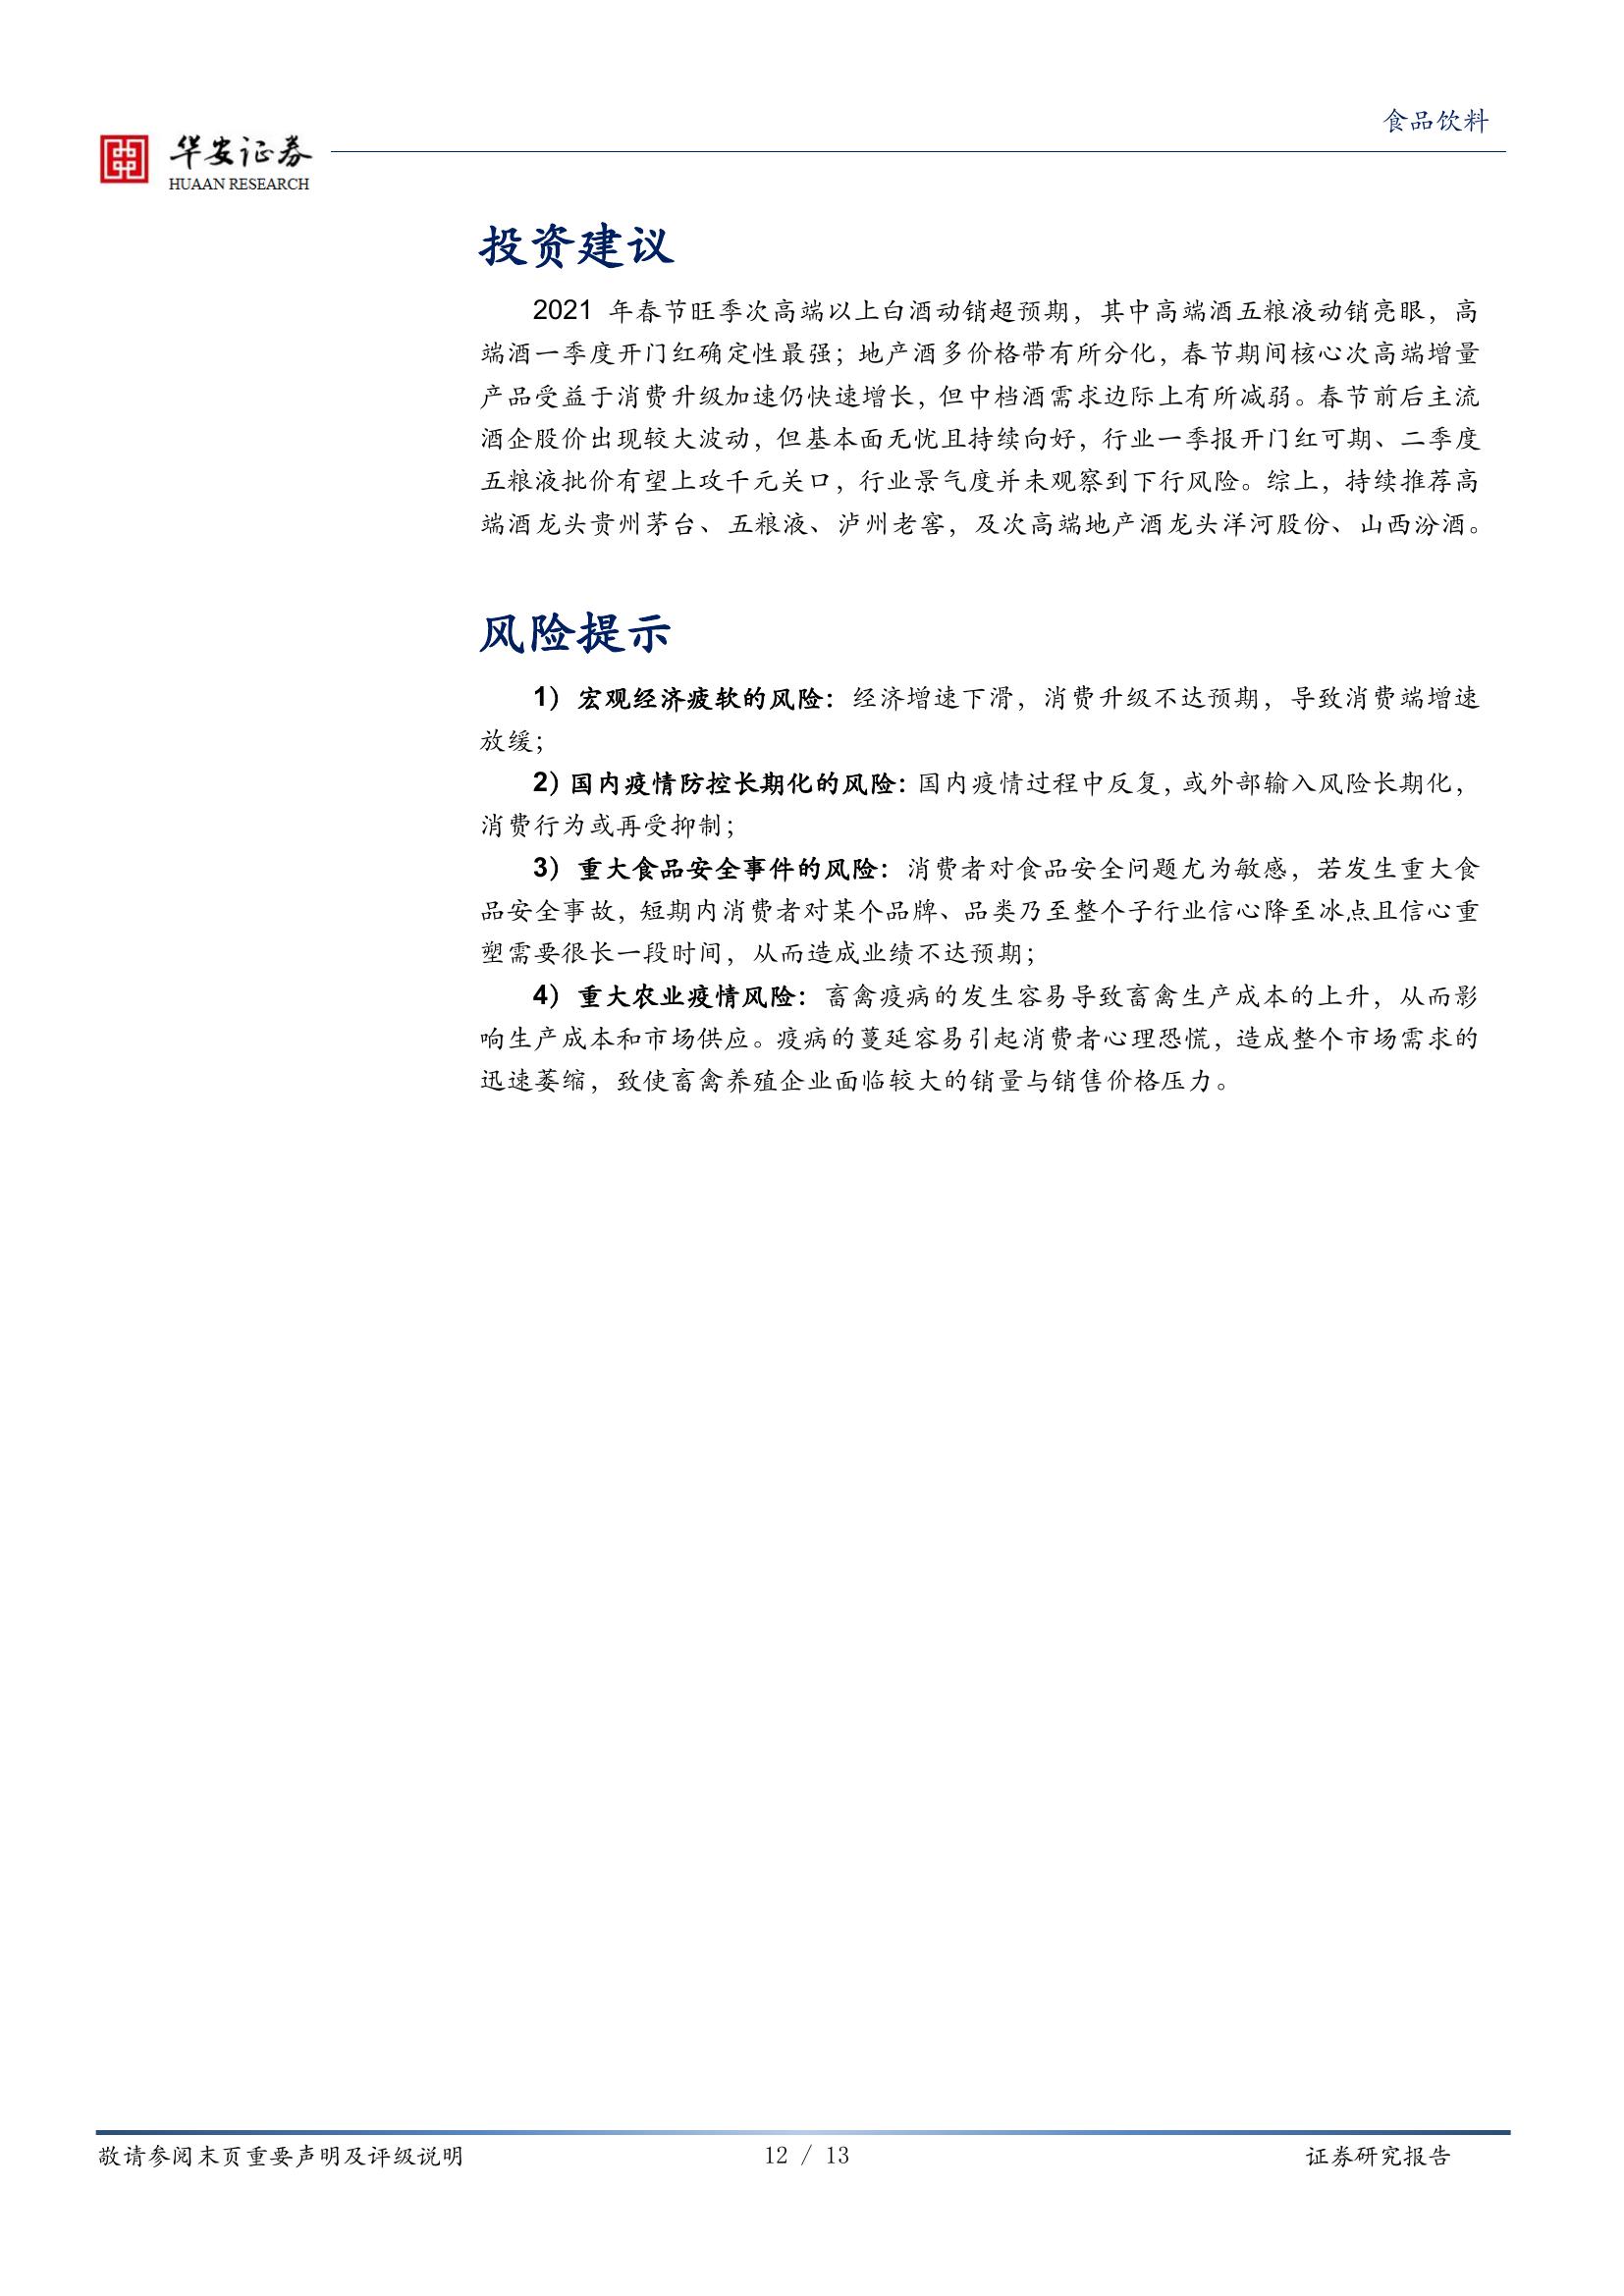 食品饮料
华安证券
HUAAN RESEARCH
投资建议
2021 年春节旺季次高端以上白酒动销超预期，其中高端酒五粮液动销亮眼，高
端酒一季度开门红确定性最强；地产酒多价格带有所分化，春节期间核心次高端增量
产品受益于消费升级加速仍快速增长，但中档酒需求边际上有所减弱。春节前后主流
酒企股价出现较大波动，但基本面无忧且持续向好，行业一季报开门红可期、二季度
五粮液批价有望上攻千元关口，行业景气度并未观察到下行风险。综上，持续推荐高
端酒龙头贵州茅台、五粮液、泸州老窖，及次高端地产酒龙头洋河股份、山西汾酒。
风险提示
1）宏观经济疲软的风险：经济增速下滑，消费升级不达预期，导致消费端增速
放缓；
2）国内疫情防控长期化的风险：国内疫情过程中反复，或外部输入风险长期化，
消费行为或再受抑制；
3）重大食品安全事件的风险：消费者对食品安全问题尤为敏感，若发生重大食
品安全事故，短期内消费者对某个品牌、品类乃至整个子行业信心降至冰点且信心重
塑需要很长一段时间，从而造成业绩不达预期；
4）重大农业疫情风险：畜禽疫病的发生容易导致畜禽生产成本的上升，从而影
响生产成本和市场供应。疫病的蔓延容易引起消费者心理恐慌，造成整个市场需求的
迅速萎缩，致使畜禽养殖企业面临较大的销量与销售价格压力。
敬请参阅末页重要声明及评级说明
12 / 13
证券研究报告